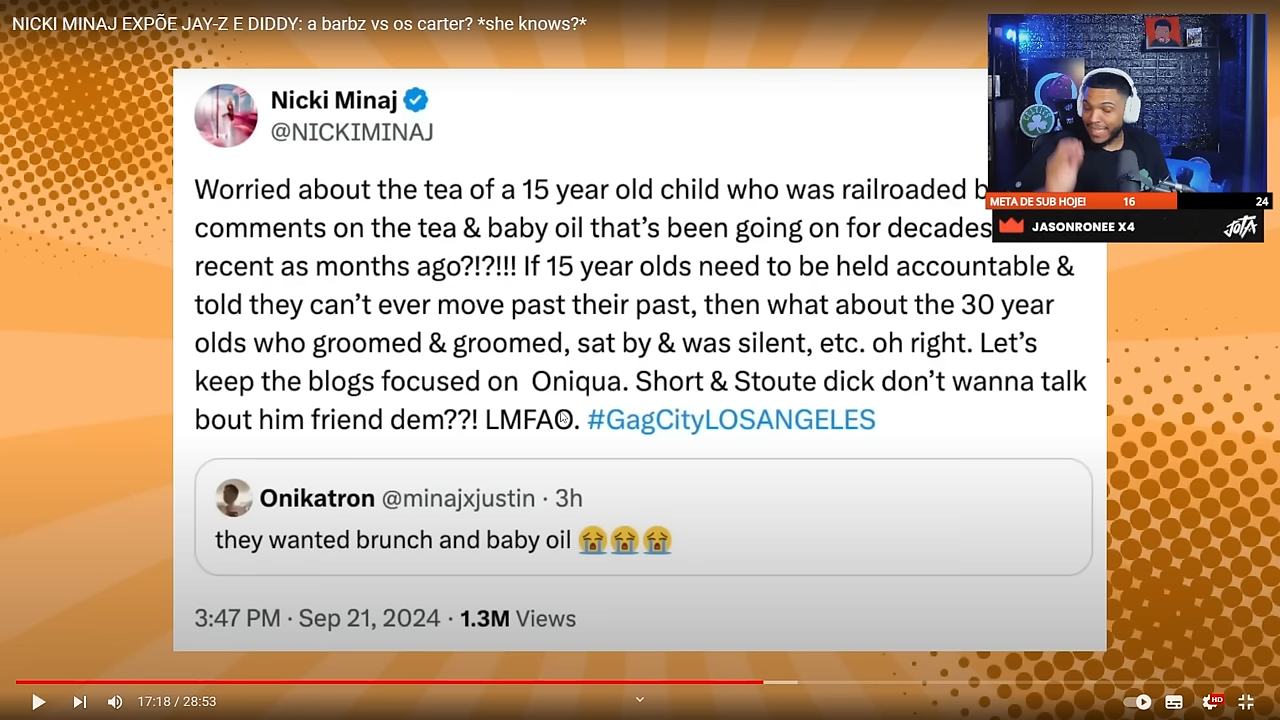 NICKI MINAJ EXPÕE JAY-Z E DIDDY: a barbz vs os carter? *she knows?*
Nicki Minaj
@NICKIMINAJ
Worried about the tea of a 15 year old child who was railroaded
comments on the tea & baby oil that’s been going on for decades
recent as months ago?!?!!! If 15 year olds need to be held accountable &
told they can’t ever move past their past, then what about the 30 year
olds who groomed & groomed, sat by & was silent, etc. oh right. Let’s
keep the blogs focused on Oniqua. Short & Stoute dick don’t wanna talk
bout him friend dem??! LMFAO. #GagCityLOSANGELES
Onikatron @minajxjustin · 3h
they wanted brunch and baby oil 😭😭😭
3:47 PM · Sep 21, 2024 · 1.3M Views
META DE SUB HOJE! 16 24
JASONRONEE X4
JOTA
17:18 / 28:53
HD